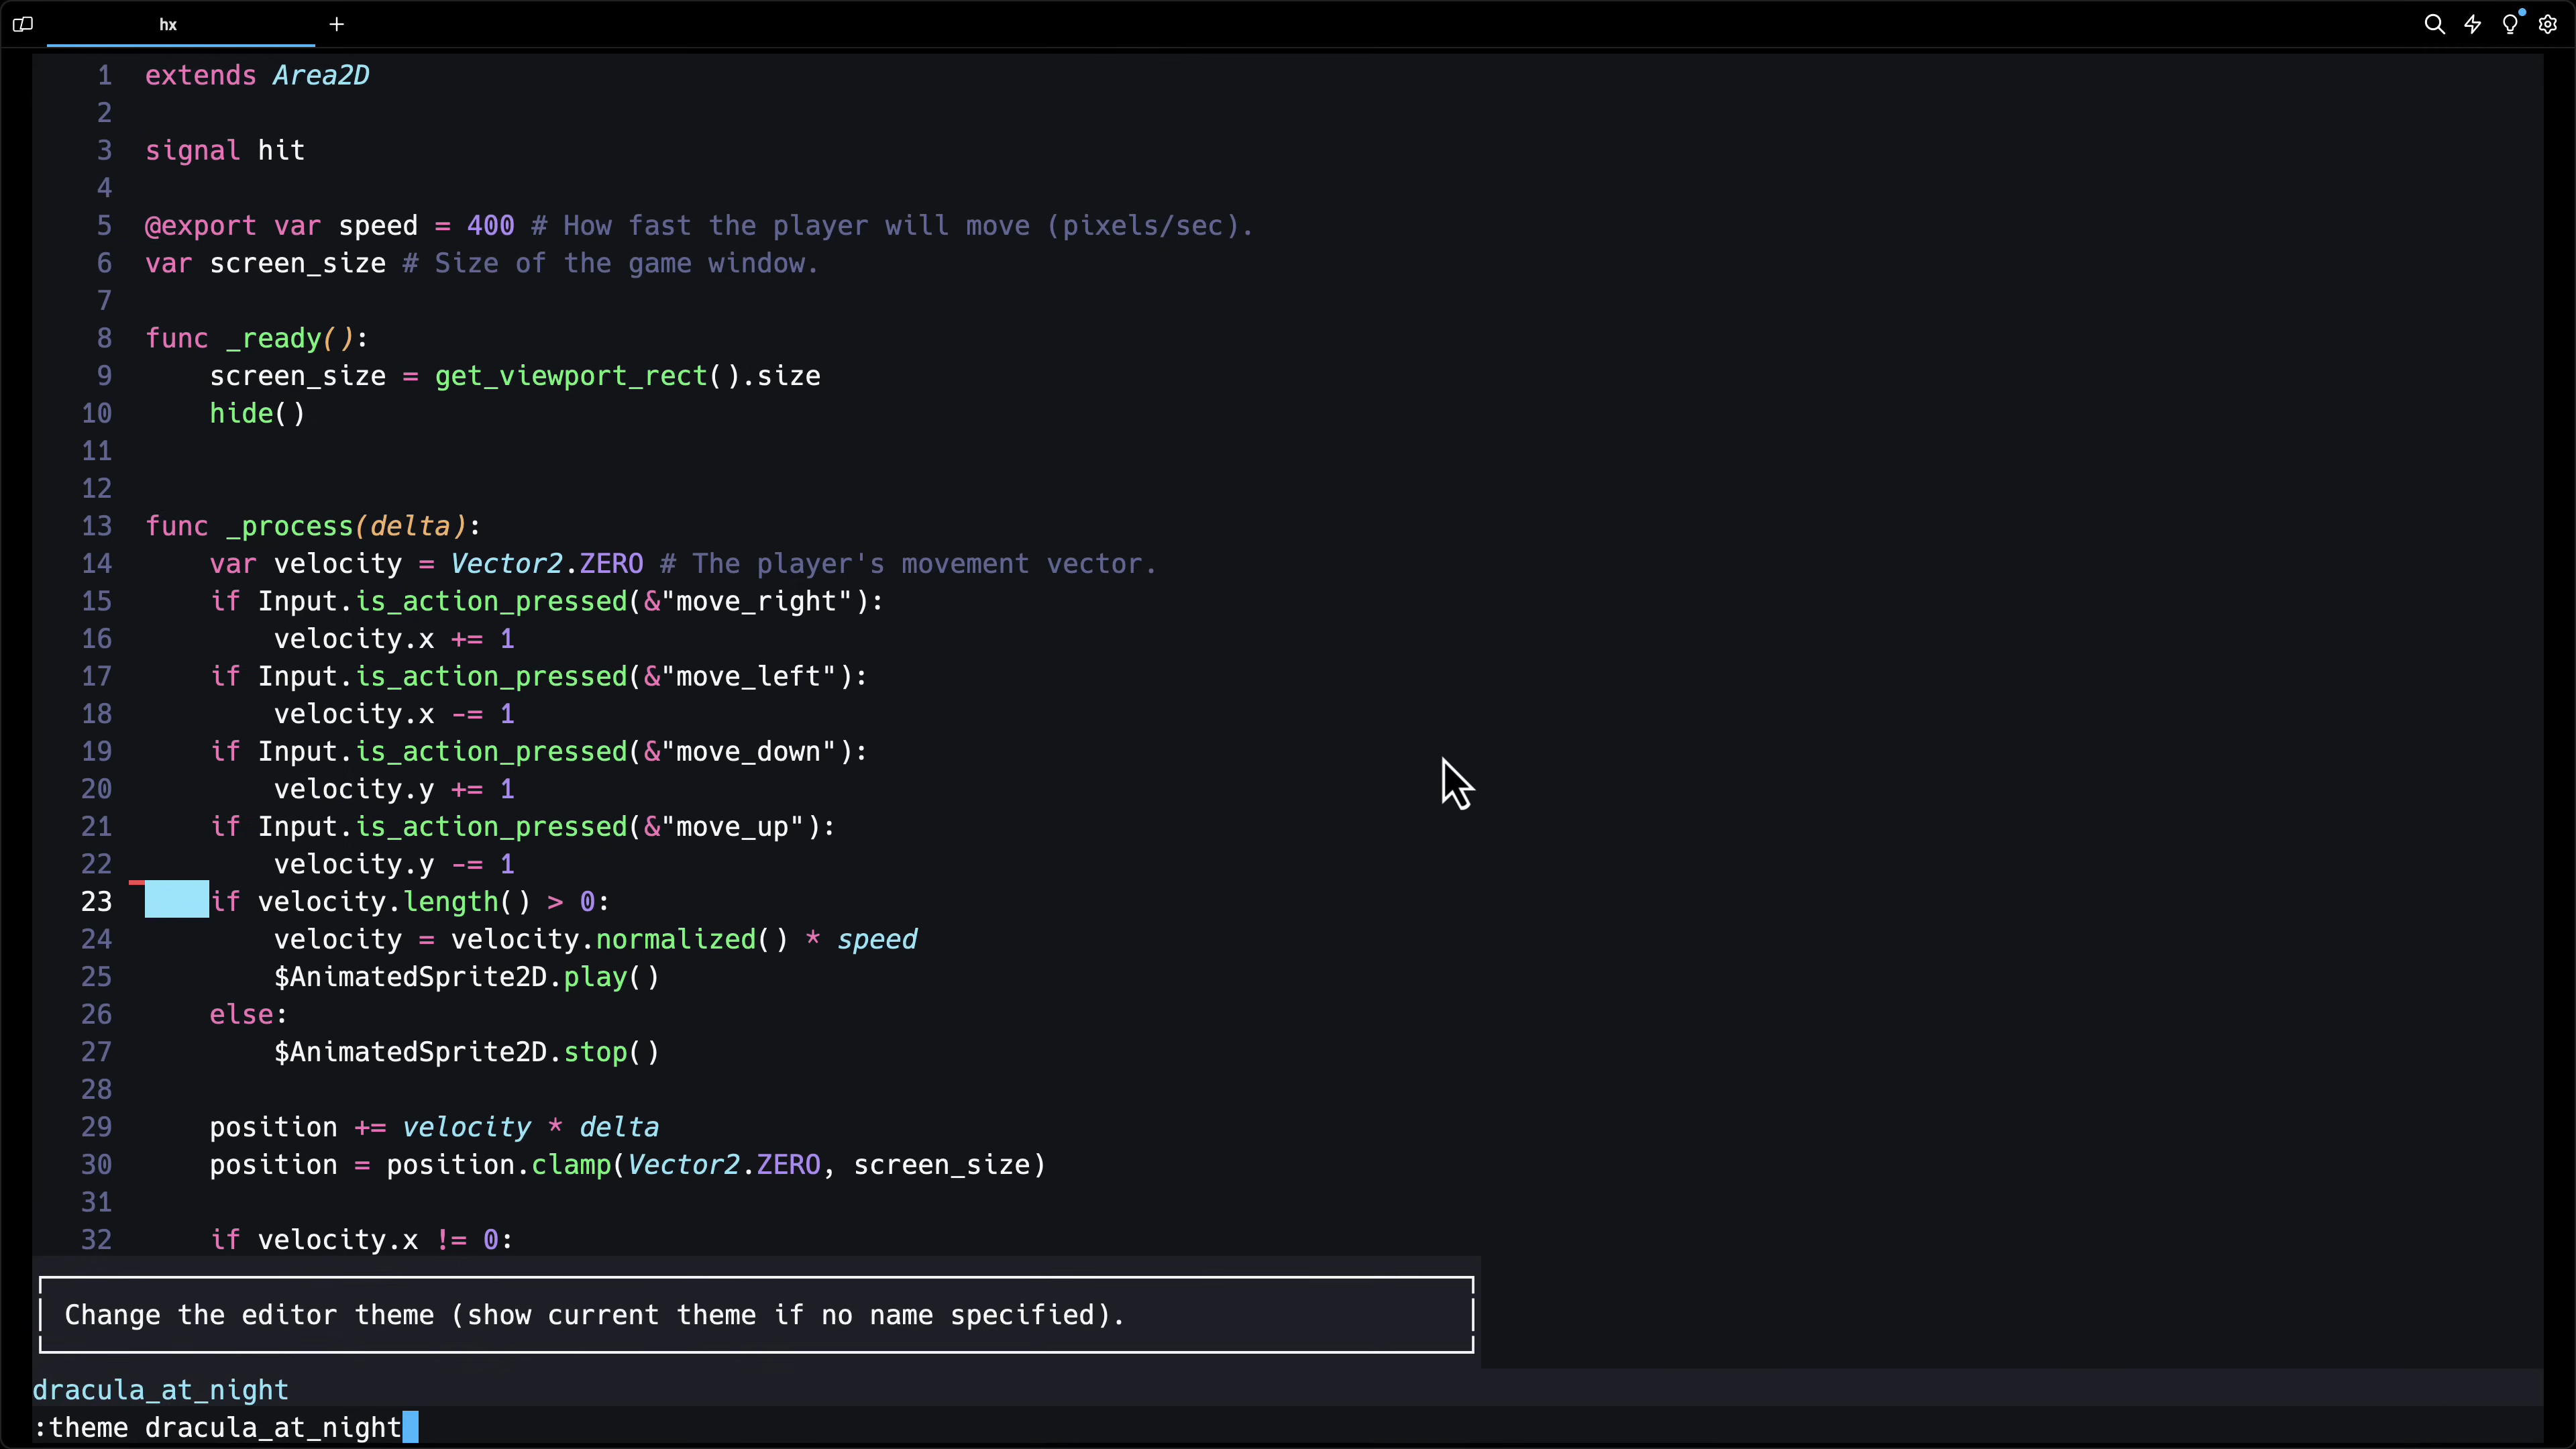 hx
1 extends Area2D
2
3 signal hit
4
5 @export var speed = 400 # How fast the player will move (pixels/sec).
6 var screen_size # Size of the game window.
7
8 func _ready():
9     screen_size = get_viewport_rect().size
10     hide()
11
12
13 func _process(delta):
14     var velocity = Vector2.ZERO # The player's movement vector.
15     if Input.is_action_pressed(&"move_right"):
16         velocity.x += 1
17     if Input.is_action_pressed(&"move_left"):
18         velocity.x -= 1
19     if Input.is_action_pressed(&"move_down"):
20         velocity.y += 1
21     if Input.is_action_pressed(&"move_up"):
22         velocity.y -= 1
23     if velocity.length() > 0:
24         velocity = velocity.normalized() * speed
25         $AnimatedSprite2D.play()
26     else:
27         $AnimatedSprite2D.stop()
28
29     position += velocity * delta
30     position = position.clamp(Vector2.ZERO, screen_size)
31
32     if velocity.x != 0:
Change the editor theme (show current theme if no name specified).
dracula_at_night
:theme dracula_at_night